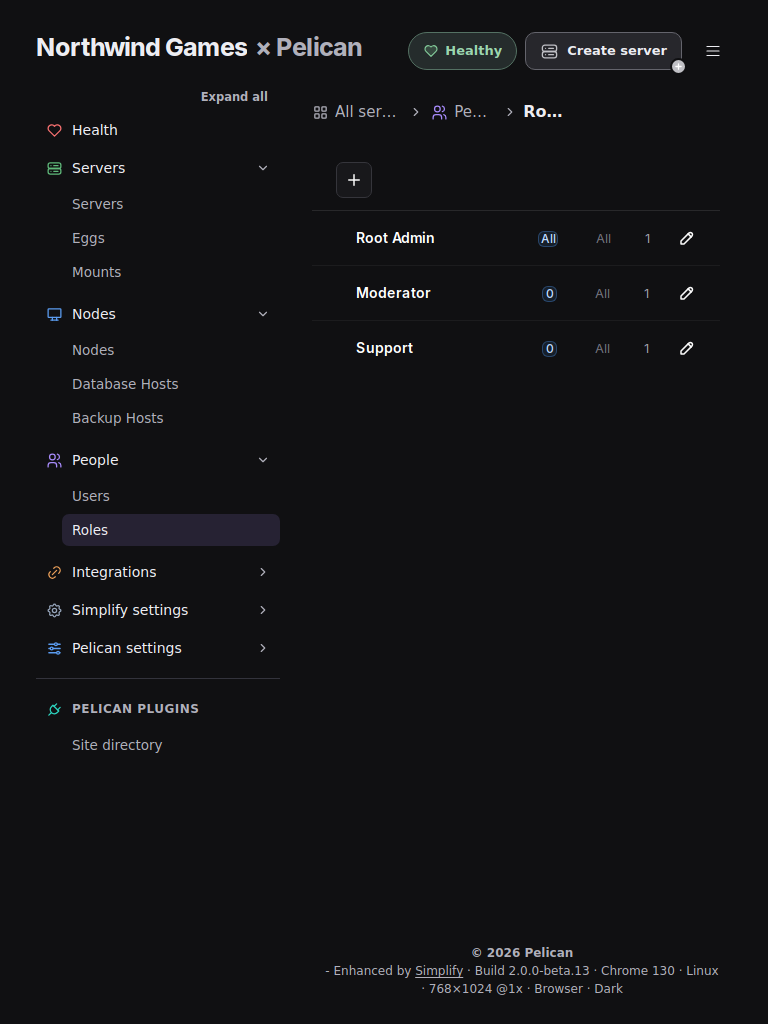 Northwind Games × Pelican
Healthy
Create server
Expand all
Health
Servers
Servers
Eggs
Mounts
Nodes
Nodes
Database Hosts
Backup Hosts
People
Users
Roles
Integrations
Simplify settings
Pelican settings
PELICAN PLUGINS
Site directory
All ser… > Pe… > Ro…
Root Admin All All 1
Moderator 0 All 1
Support 0 All 1
© 2026 Pelican
- Enhanced by Simplify · Build 2.0.0-beta.13 · Chrome 130 · Linux
· 768×1024 @1x · Browser · Dark